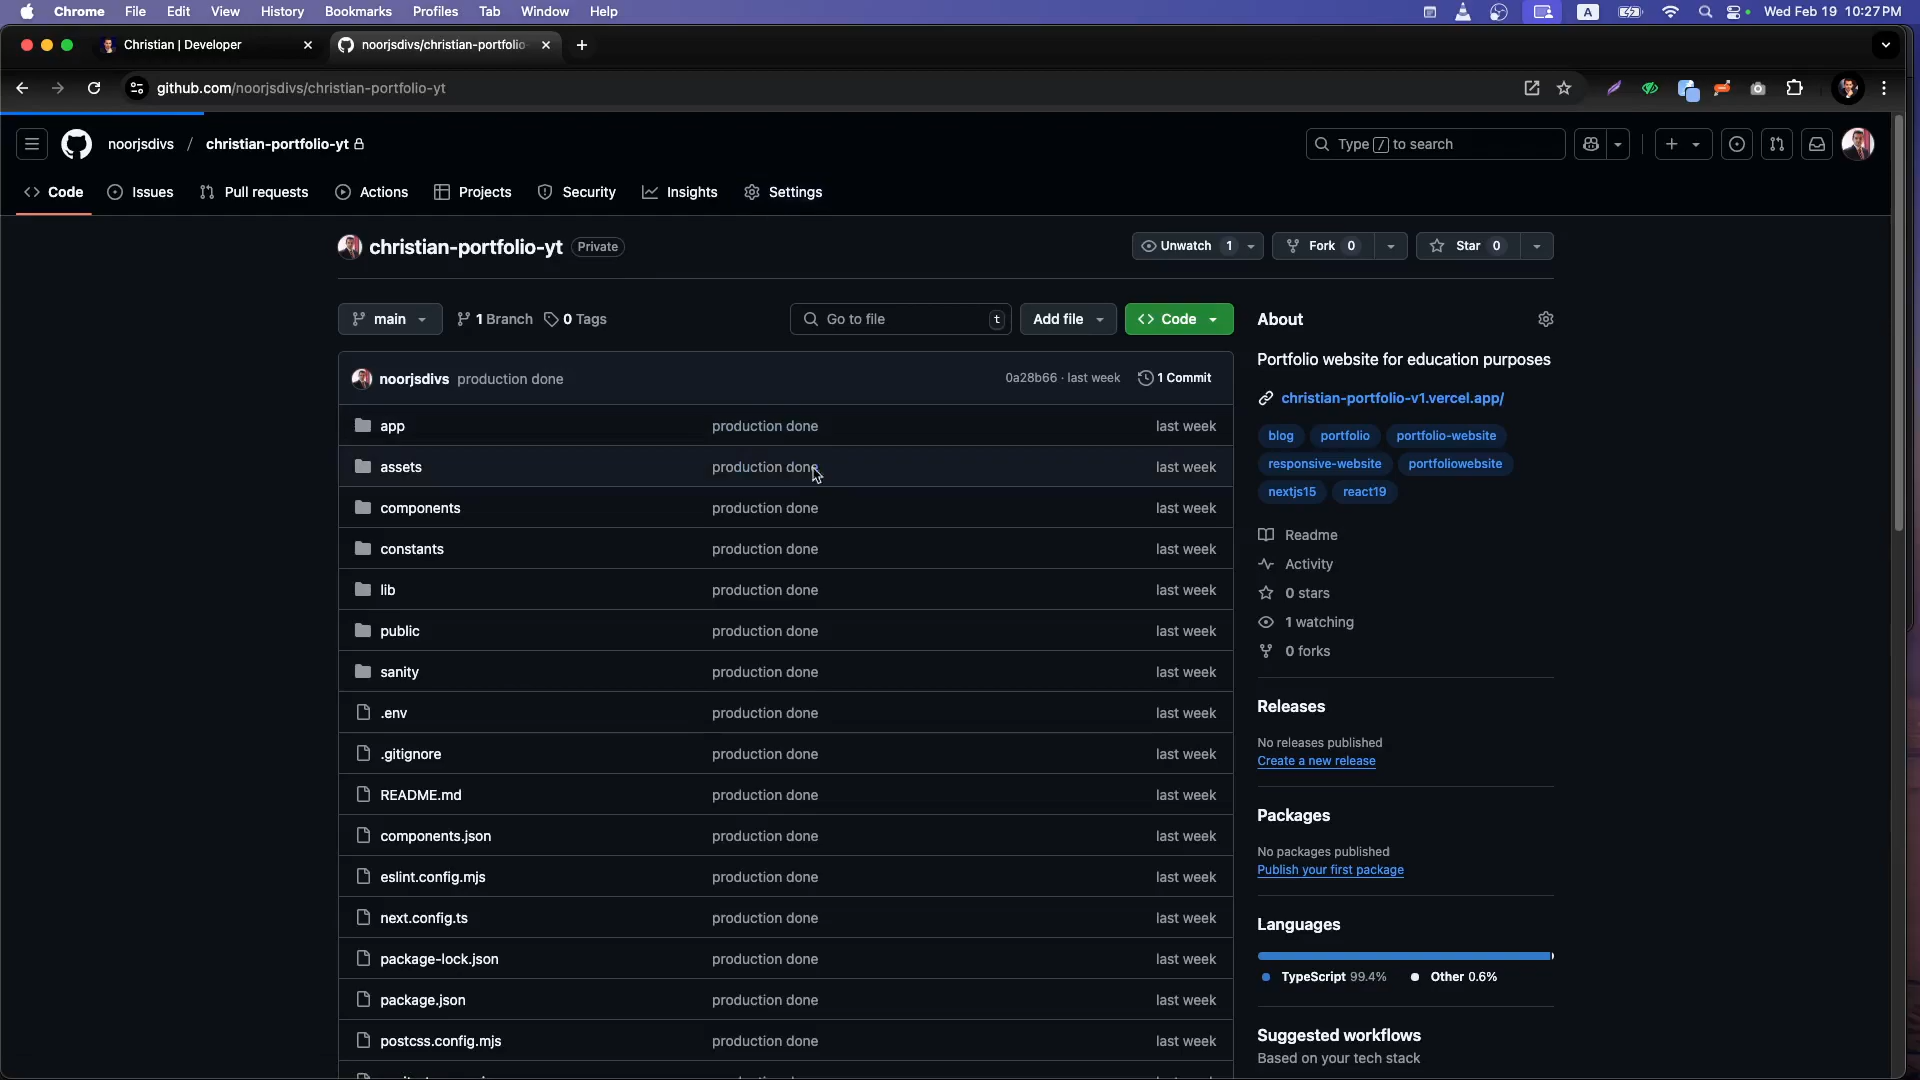 Chrome File Edit View History Bookmarks Profiles Tab Window Help
A
Wed Feb 19 10:27 PM
Christian | Developer
noorjsdivs/christian-portfolio-
github.com/noorjsdivs/christian-portfolio-yt
noorjsdivs / christian-portfolio-yt
Type / to search
Code Issues Pull requests Actions Projects Security Insights Settings
christian-portfolio-yt Private
Unwatch 1 Fork 0 Star 0
main 1 Branch 0 Tags
Go to file t Add file Code
noorjsdivs production done 0a28b66 · last week 1 Commit
app production done last week
assets production done last week
components production done last week
constants production done last week
lib production done last week
public production done last week
sanity production done last week
.env production done last week
.gitignore production done last week
README.md production done last week
components.json production done last week
eslint.config.mjs production done last week
next.config.ts production done last week
package-lock.json production done last week
package.json production done last week
postcss.config.mjs production done last week
About
Portfolio website for education purposes
christian-portfolio-v1.vercel.app/
blog portfolio portfolio-website
responsive-website portfoliowebsite
nextjs15 react19
Readme
Activity
0 stars
1 watching
0 forks
Releases
No releases published
Create a new release
Packages
No packages published
Publish your first package
Languages
TypeScript 99.4% Other 0.6%
Suggested workflows
Based on your tech stack